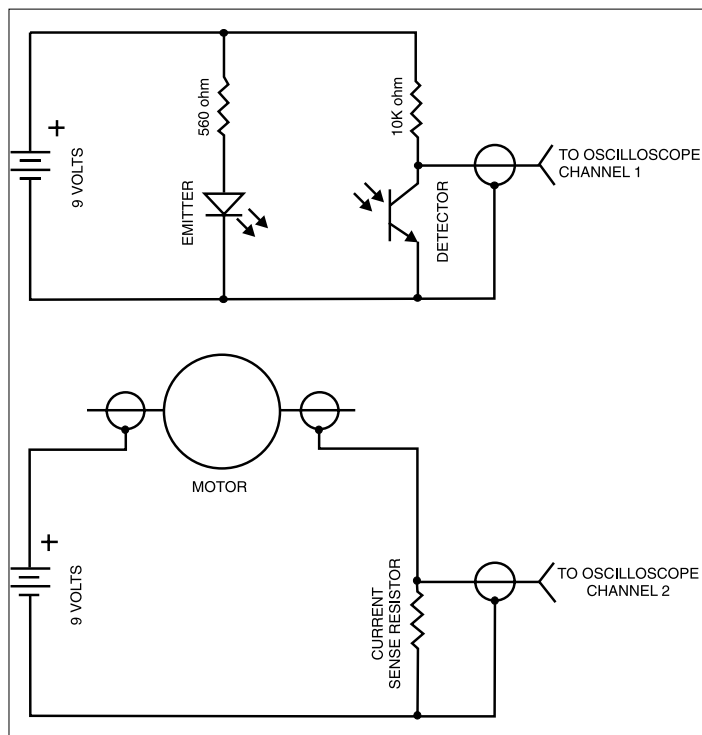 +
9 VOLTS
560 ohm
EMITTER
10K ohm
DETECTOR
TO OSCILLOSCOPE
CHANNEL 1
MOTOR
+
9 VOLTS
CURRENT
SENSE RESISTOR
TO OSCILLOSCOPE
CHANNEL 2